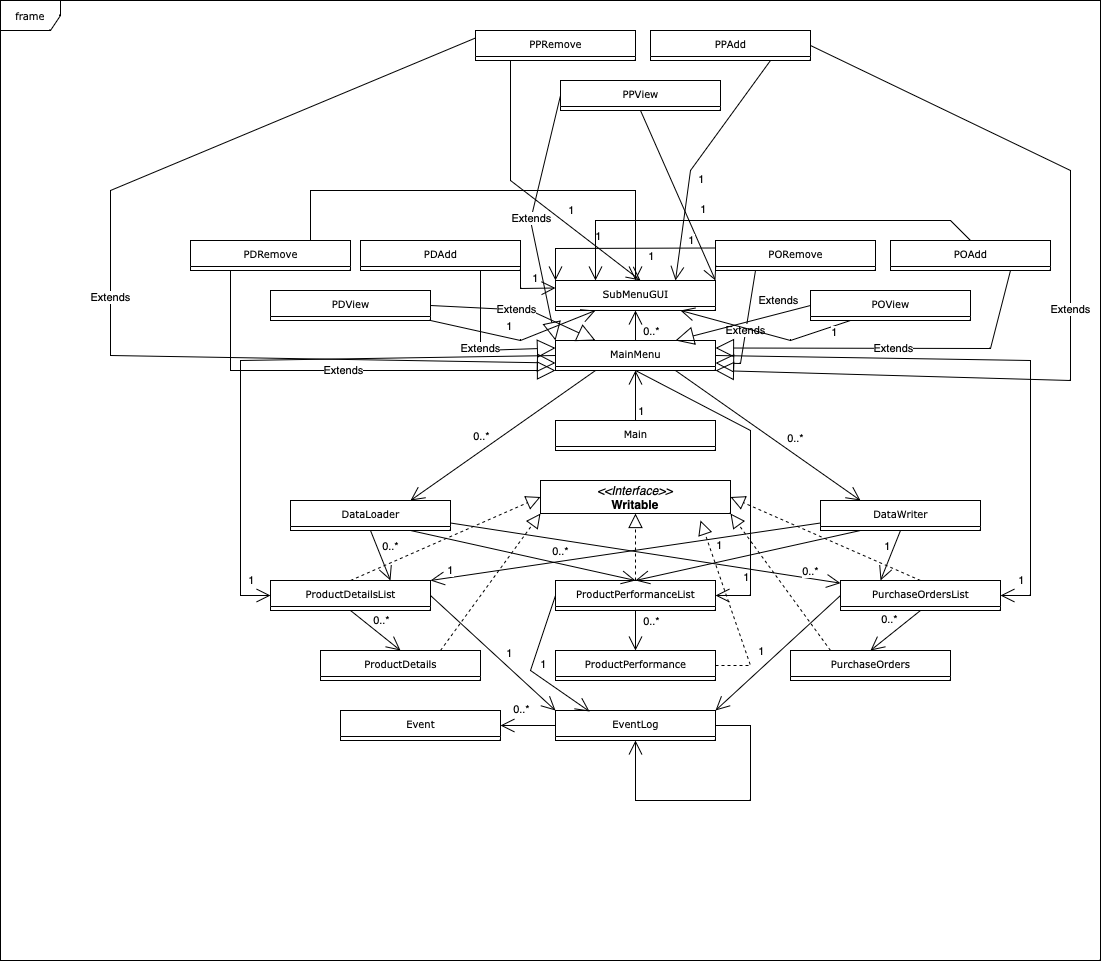 frame
PPRemove
PPAdd
PPView
1
1
1
Extends
1
1
1
PDRemove
PDAdd
PORemove
POAdd
1
1
SubMenuGUI
Extends
PDView
POView
Extends
Extends
Extends
1
0..*
Extends
1
Extends
Extends
MainMenu
Extends
1
Main
0..*
0..*
<<Interface>>
Writable
DataLoader
DataWriter
0..*
0..*
1
1
1
0..*
1
1
1
ProductDetailsList
ProductPerformanceList
PurchaseOrdersList
0..*
0..*
0..*
1
1
1
ProductDetails
ProductPerformance
PurchaseOrders
0..*
Event
EventLog